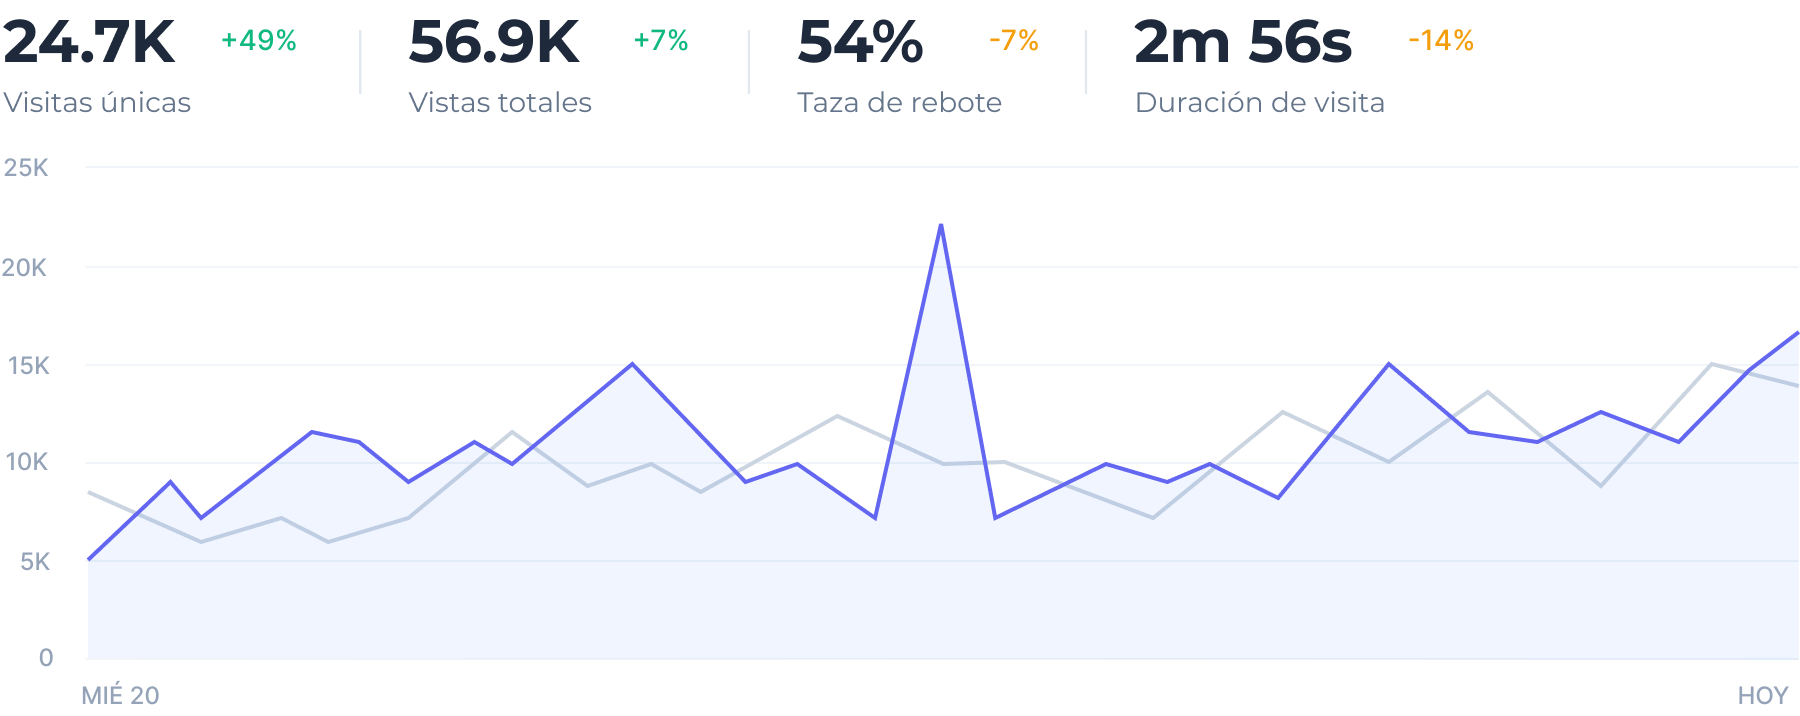 24.7K +49%
Visitas únicas
56.9K +7%
Vistas totales
54% -7%
Taza de rebote
2m 56s -14%
Duración de visita
25K
20K
15K
10K
5K
0
MIÉ 20
HOY